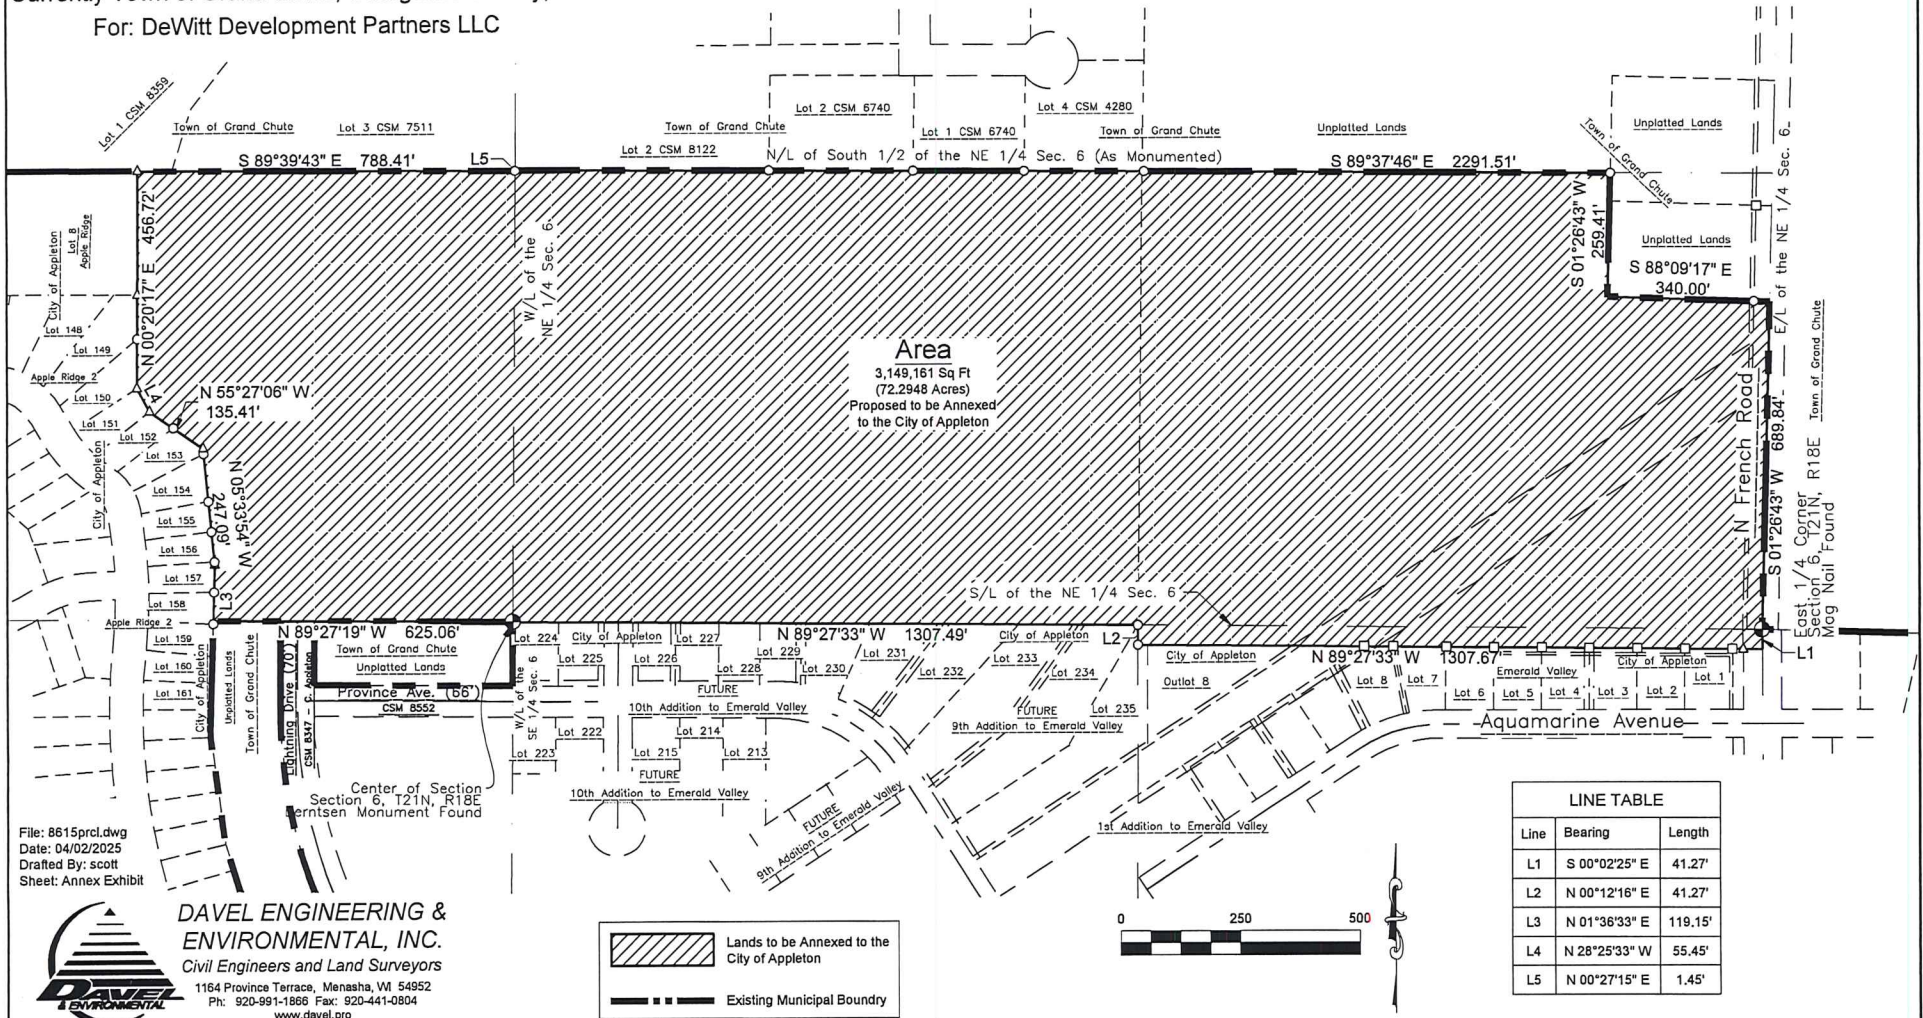 For: DeWitt Development Partners LLC
Lot 1 CSM 8359
Town of Grand Chute
Lot 3 CSM 7511
S 89°39'43" E 788.41'
L5
Town of Grand Chute
Lot 2 CSM 8122
Lot 2 CSM 6740
Lot 1 CSM 6740
Lot 4 CSM 4280
Town of Grand Chute
N/L of South 1/2 of the NE 1/4 Sec. 6 (As Monumented)
Unplatted Lands
S 89°37'46" E 2291.51'
Town of Grand Chute
Unplatted Lands
Unplatted Lands
S 01°26'43" W
259.41'
S 88°09'17" E
340.00'
E/L of the NE 1/4 Sec. 6
Town of Grand Chute
N French Road
S 01°26'43" W 689.84'
East 1/4 Corner
Section 6, T21N, R18E
Mag Nail Found
L1
City of Appleton
Lot 8
Apple Ridge
N 00°20'17" E 456.72'
Lot 148
Lot 149
Apple Ridge 2
Lot 150
Lot 151
Lot 152
Lot 153
City of Appleton
Lot 154
Lot 155
Lot 156
Lot 157
Lot 158
Apple Ridge 2
Lot 159
Lot 160
Lot 161
L4
N 55°27'06" W
135.41'
N 05°33'54" W
247.09'
L3
W/L of the
NE 1/4 Sec. 6
Area
3,149,161 Sq Ft
(72.2948 Acres)
Proposed to be Annexed
to the City of Appleton
S/L of the NE 1/4 Sec. 6
N 89°27'19" W 625.06'
Town of Grand Chute
Unplatted Lands
Province Ave. (66')
CSM 8552
City of Appleton
Unplatted Lands
Town of Grand Chute
Lightning Drive (70')
W/L of the
SE 1/4 Sec. 6
Center of Section
Section 6, T21N, R18E
Berntsen Monument Found
Lot 224
City of Appleton
Lot 227
N 89°27'33" W 1307.49'
City of Appleton
L2
Lot 225
Lot 226
Lot 228
Lot 229
Lot 230
Lot 231
Lot 232
Lot 233
Lot 234
Lot 235
FUTURE
10th Addition to Emerald Valley
Lot 222
Lot 223
Lot 214
Lot 215
Lot 213
FUTURE
10th Addition to Emerald Valley
FUTURE
9th Addition to Emerald Valley
FUTURE
9th Addition to Emerald Valley
1st Addition to Emerald Valley
City of Appleton
N 89°27'33" W 1307.67'
Outlot 8
Lot 8
Lot 7
Lot 6
Lot 5
Lot 4
Lot 3
Lot 2
Lot 1
Emerald Valley
City of Appleton
Aquamarine Avenue
LINE TABLE
Line Bearing Length
L1 S 00°02'25" E 41.27'
L2 N 00°12'16" E 41.27'
L3 N 01°36'33" E 119.15'
L4 N 28°25'33" W 55.45'
L5 N 00°27'15" E 1.45'
File: 8615prcl.dwg
Date: 04/02/2025
Drafted By: scott
Sheet: Annex Exhibit
DAVEL
& ENVIRONMENTAL
DAVEL ENGINEERING &
ENVIRONMENTAL, INC.
Civil Engineers and Land Surveyors
1164 Province Terrace, Menasha, WI 54952
Ph: 920-991-1866 Fax: 920-441-0804
www.davel.pro
Lands to be Annexed to the
City of Appleton
Existing Municipal Boundry
0 250 500